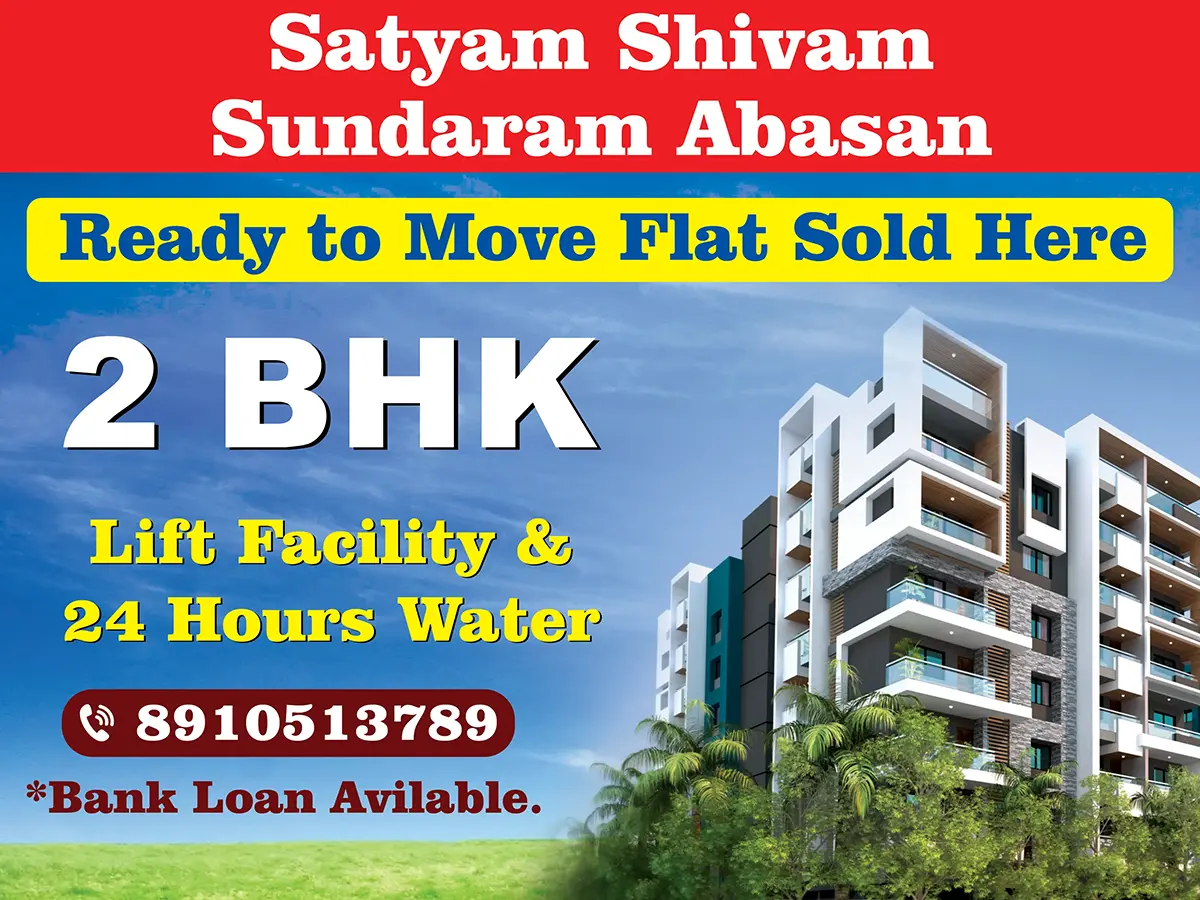 Satyam Shivam
Sundaram Abasan
Ready to Move Flat Sold Here
2 BHK
Lift Facility &
24 Hours Water
8910513789
*Bank Loan Avilable.